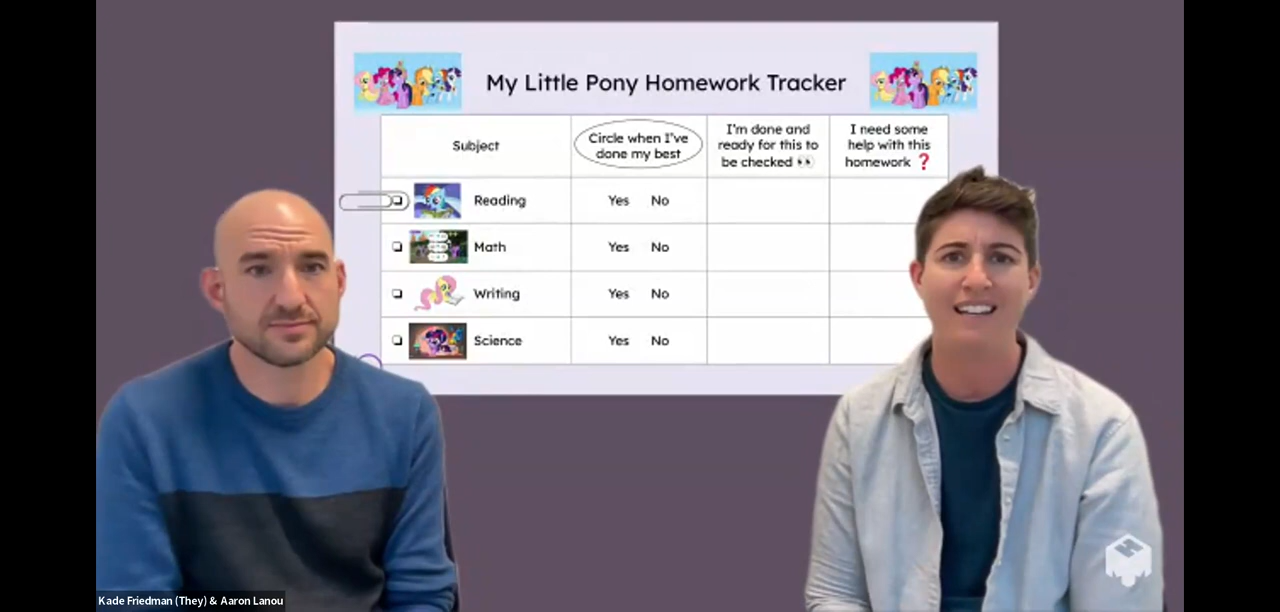 My Little Pony Homework Tracker
Subject
Circle when I've
done my best
I'm done and
ready for this to
be checked 👀
I need some
help with this
homework ❓
Reading
Yes No
Math
Yes No
Writing
Yes No
Science
Yes No
Kade Friedman (They) & Aaron Lanou